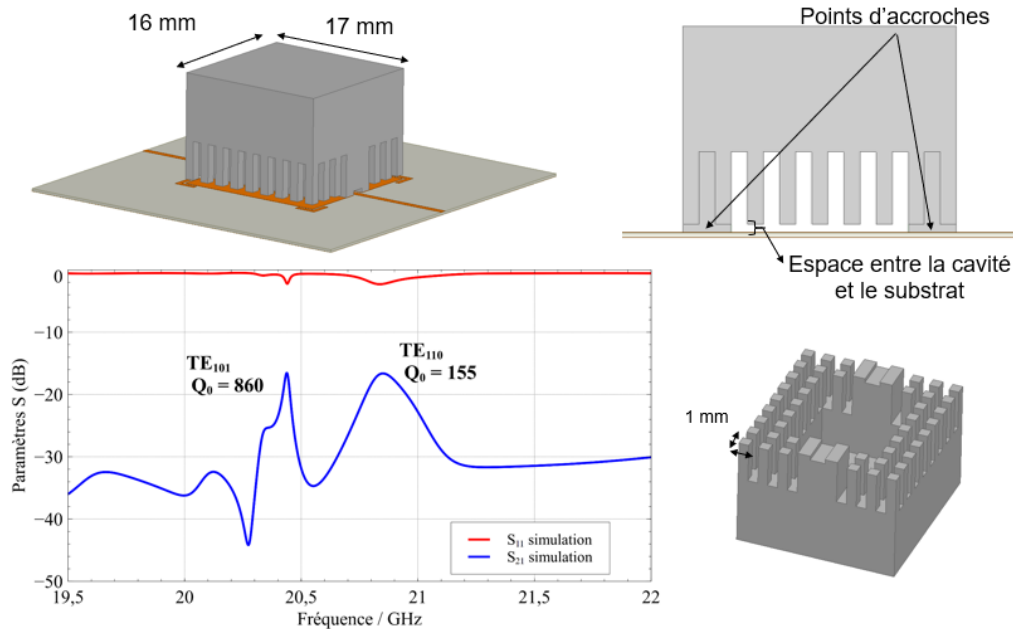 16 mm
17 mm
Points d'accroches
Espace entre la cavité
et le substrat
1 mm
Paramètres S (dB)
0
−10
−20
−30
−40
−50
TE₁₀₁
Q₀ = 860
TE₁₁₀
Q₀ = 155
S₁₁ simulation
S₂₁ simulation
19,5
20
20,5
21
21,5
22
Fréquence / GHz